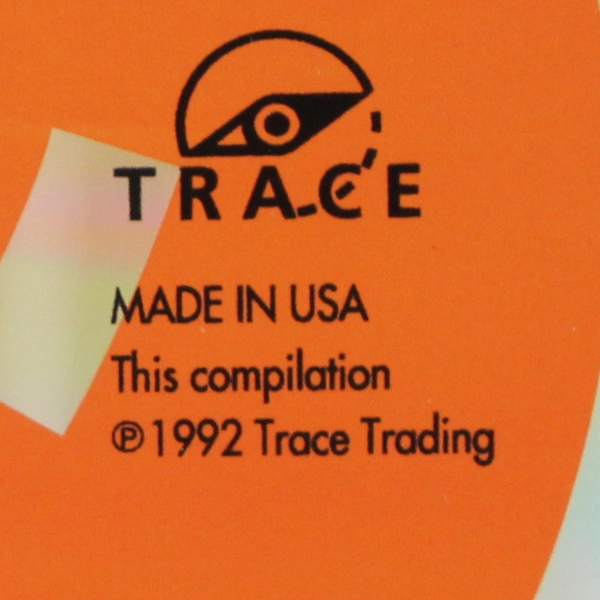 TRACE
MADE IN USA
This compilation
℗1992 Trace Trading